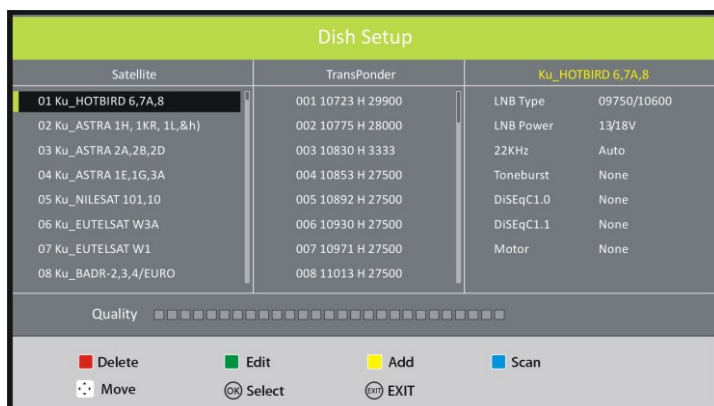 Dish Setup
Satellite TransPonder Ku_HOTBIRD 6,7A,8
01 Ku_HOTBIRD 6,7A,8 001 10723 H 29900 LNB Type 09750/10600
02 Ku_ASTRA 1H, 1KR, 1L,&h) 002 10775 H 28000 LNB Power 13/18V
03 Ku_ASTRA 2A,2B,2D 003 10830 H 3333 22KHz Auto
04 Ku_ASTRA 1E,1G,3A 004 10853 H 27500 Toneburst None
05 Ku_NILESAT 101,10 005 10892 H 27500 DiSEqC1.0 None
06 Ku_EUTELSAT W3A 006 10930 H 27500 DiSEqC1.1 None
07 Ku_EUTELSAT W1 007 10971 H 27500 Motor None
08 Ku_BADR-2,3,4/EURO 008 11013 H 27500
Quality
Delete Edit Add Scan
Move OK Select EXIT EXIT